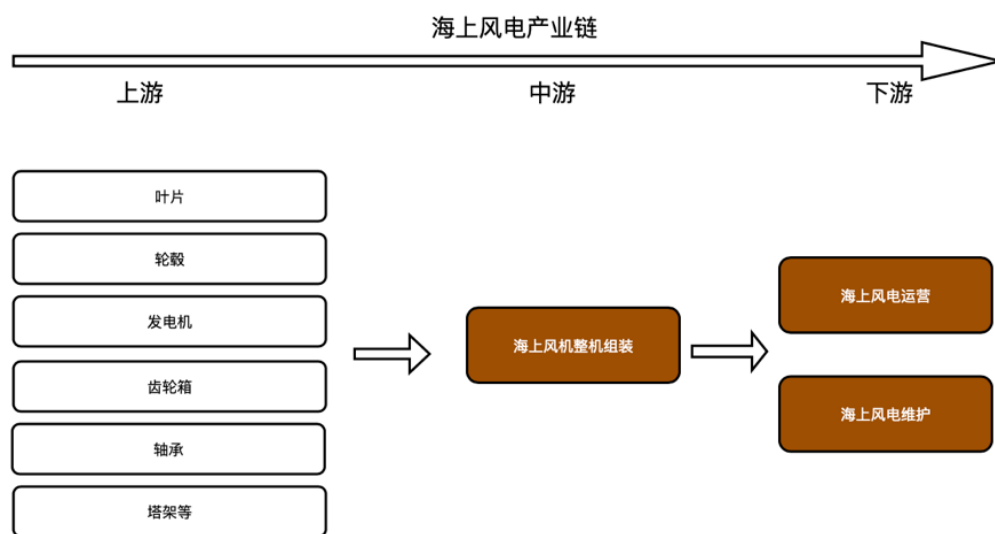 海上风电产业链
上游
中游
下游
叶片
轮毂
发电机
齿轮箱
轴承
塔架等
海上风机整机组装
海上风电运营
海上风电维护